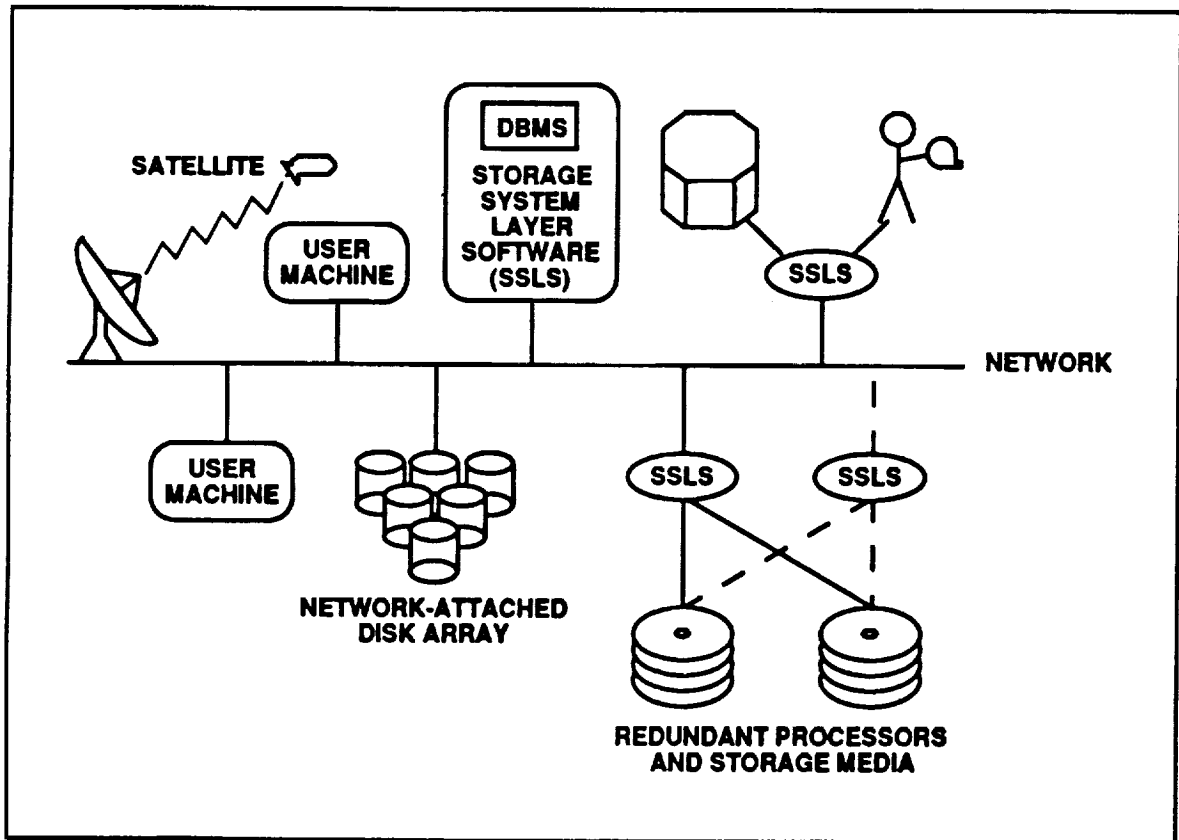 DBMS
STORAGE
SYSTEM
LAYER
SOFTWARE
(SSLS)
SATELLITE
USER
MACHINE
SSLS
NETWORK
USER
MACHINE
SSLS
SSLS
NETWORK-ATTACHED
DISK ARRAY
REDUNDANT PROCESSORS
AND STORAGE MEDIA